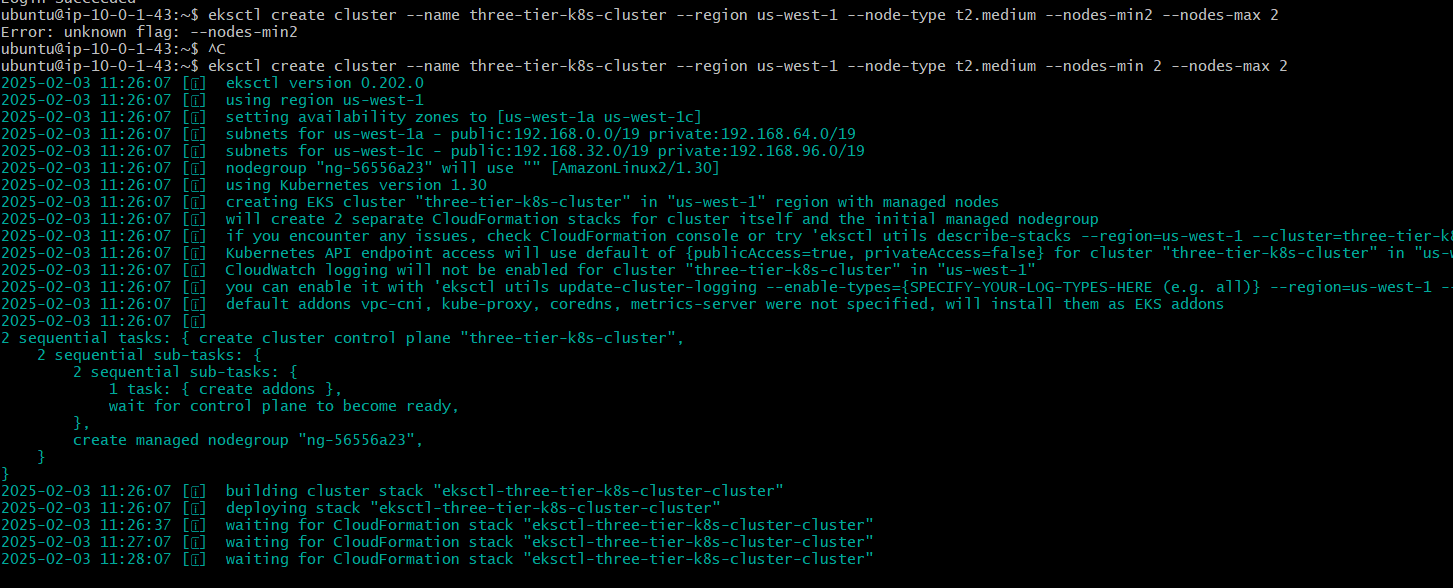 Login Succeeded
ubuntu@ip-10-0-1-43:~$ eksctl create cluster --name three-tier-k8s-cluster --region us-west-1 --node-type t2.medium --nodes-min2 --nodes-max 2
Error: unknown flag: --nodes-min2
ubuntu@ip-10-0-1-43:~$ ^C
ubuntu@ip-10-0-1-43:~$ eksctl create cluster --name three-tier-k8s-cluster --region us-west-1 --node-type t2.medium --nodes-min 2 --nodes-max 2
2025-02-03 11:26:07 [ℹ]  eksctl version 0.202.0
2025-02-03 11:26:07 [ℹ]  using region us-west-1
2025-02-03 11:26:07 [ℹ]  setting availability zones to [us-west-1a us-west-1c]
2025-02-03 11:26:07 [ℹ]  subnets for us-west-1a - public:192.168.0.0/19 private:192.168.64.0/19
2025-02-03 11:26:07 [ℹ]  subnets for us-west-1c - public:192.168.32.0/19 private:192.168.96.0/19
2025-02-03 11:26:07 [ℹ]  nodegroup "ng-56556a23" will use "" [AmazonLinux2/1.30]
2025-02-03 11:26:07 [ℹ]  using Kubernetes version 1.30
2025-02-03 11:26:07 [ℹ]  creating EKS cluster "three-tier-k8s-cluster" in "us-west-1" region with managed nodes
2025-02-03 11:26:07 [ℹ]  will create 2 separate CloudFormation stacks for cluster itself and the initial managed nodegroup
2025-02-03 11:26:07 [ℹ]  if you encounter any issues, check CloudFormation console or try 'eksctl utils describe-stacks --region=us-west-1 --cluster=three-tier-k8
2025-02-03 11:26:07 [ℹ]  Kubernetes API endpoint access will use default of {publicAccess=true, privateAccess=false} for cluster "three-tier-k8s-cluster" in "us-w
2025-02-03 11:26:07 [ℹ]  CloudWatch logging will not be enabled for cluster "three-tier-k8s-cluster" in "us-west-1"
2025-02-03 11:26:07 [ℹ]  you can enable it with 'eksctl utils update-cluster-logging --enable-types={SPECIFY-YOUR-LOG-TYPES-HERE (e.g. all)} --region=us-west-1 --
2025-02-03 11:26:07 [ℹ]  default addons vpc-cni, kube-proxy, coredns, metrics-server were not specified, will install them as EKS addons
2025-02-03 11:26:07 [ℹ]
2 sequential tasks: { create cluster control plane "three-tier-k8s-cluster",
    2 sequential sub-tasks: {
        2 sequential sub-tasks: {
            1 task: { create addons },
            wait for control plane to become ready,
        },
        create managed nodegroup "ng-56556a23",
    }
}
2025-02-03 11:26:07 [ℹ]  building cluster stack "eksctl-three-tier-k8s-cluster-cluster"
2025-02-03 11:26:07 [ℹ]  deploying stack "eksctl-three-tier-k8s-cluster-cluster"
2025-02-03 11:26:37 [ℹ]  waiting for CloudFormation stack "eksctl-three-tier-k8s-cluster-cluster"
2025-02-03 11:27:07 [ℹ]  waiting for CloudFormation stack "eksctl-three-tier-k8s-cluster-cluster"
2025-02-03 11:28:07 [ℹ]  waiting for CloudFormation stack "eksctl-three-tier-k8s-cluster-cluster"